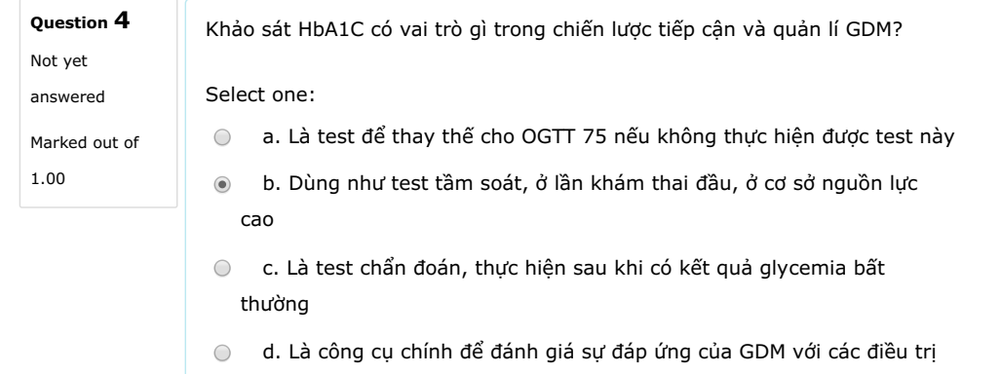 Question 4
Not yet
answered
Marked out of
1.00
Khảo sát HbA1C có vai trò gì trong chiến lược tiếp cận và quản lí GDM?
Select one:
a. Là test để thay thế cho OGTT 75 nếu không thực hiện được test này
b. Dùng như test tầm soát, ở lần khám thai đầu, ở cơ sở nguồn lực
cao
c. Là test chẩn đoán, thực hiện sau khi có kết quả glycemia bất
thường
d. Là công cụ chính để đánh giá sự đáp ứng của GDM với các điều trị